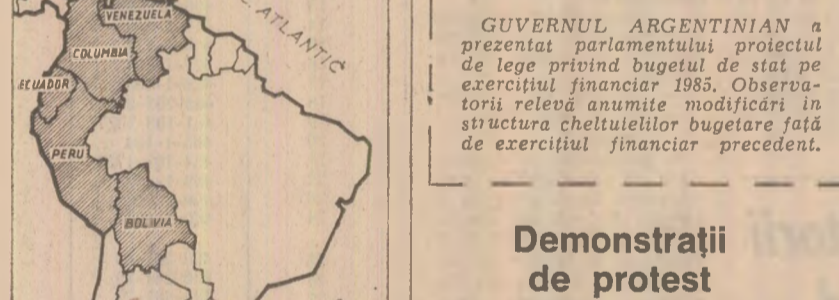 VENEZUELA
COLUMBIA
ECUADOR
PERU
BOLIVIA
ATLANTIC
GUVERNUL ARGENTINIAN a
prezentat parlamentului proiectul
de lege privind bugetul de stat pe
exercițiul financiar 1985. Observa-
torii relevă anumite modificări in
structura cheltuielilor bugetare față
de exercițiul financiar precedent.
Demonstrații
de protest